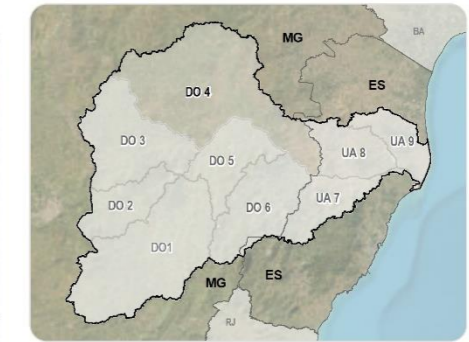 MG
BA
ES
DO 4
DO 3
DO 5
UA 8
UA 9
DO 2
DO 6
UA 7
DO1
MG
ES
RJ